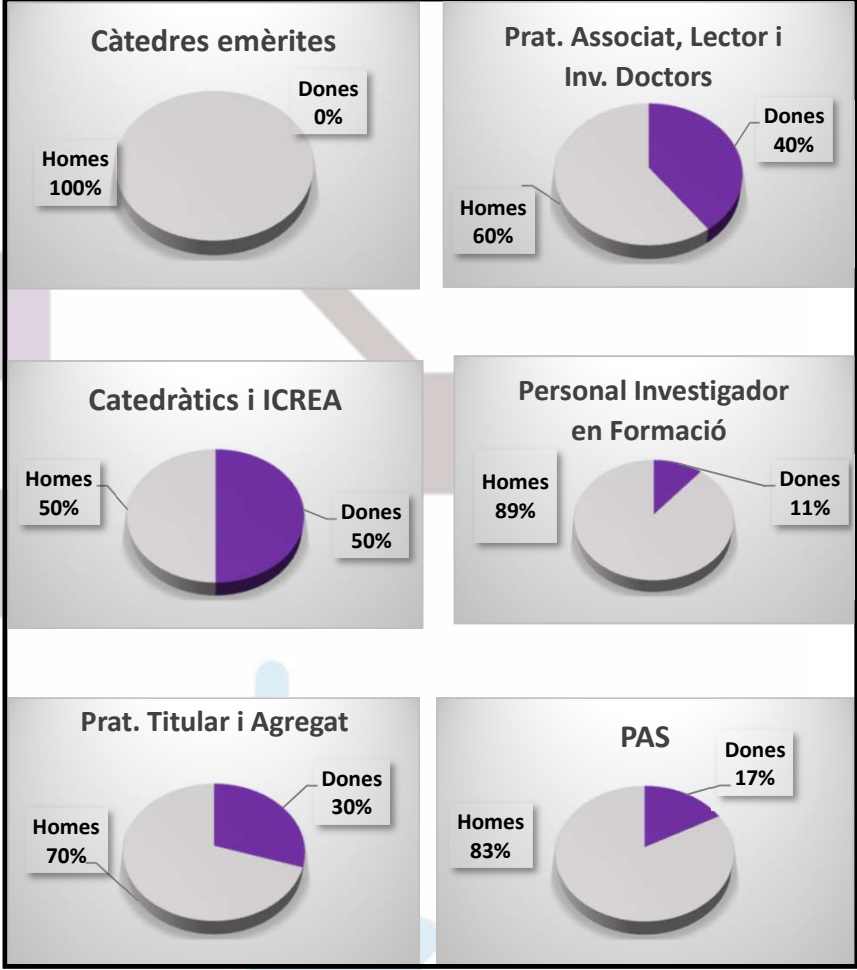 Càtedres emèrites
Dones
0%
Homes
100%
Prat. Associat, Lector i
Inv. Doctors
Dones
40%
Homes
60%
Catedràtics i ICREA
Homes
50%
Dones
50%
Personal Investigador
en Formació
Homes
89%
Dones
11%
Prat. Titular i Agregat
Dones
30%
Homes
70%
PAS
Dones
17%
Homes
83%